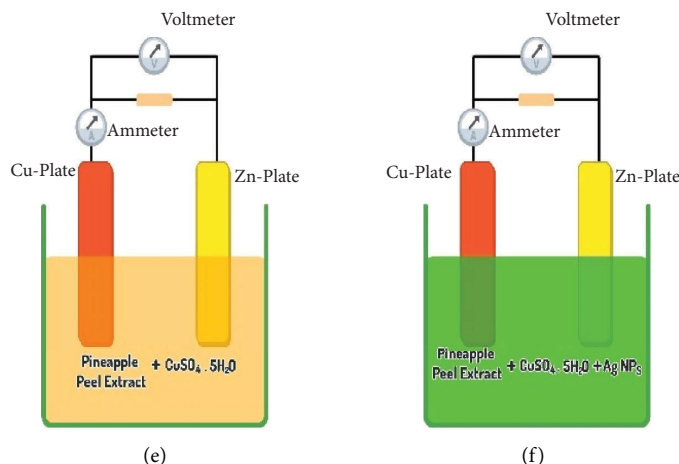 Voltmeter
V
Ammeter
A
Cu-Plate
Zn-Plate
Pineapple
Peel Extract + CuSO₄ . 5H₂O
(e)
Voltmeter
V
Ammeter
A
Cu-Plate
Zn-Plate
Pineapple
Peel Extract + CuSO₄ . 5H₂O + Ag NPs
(f)